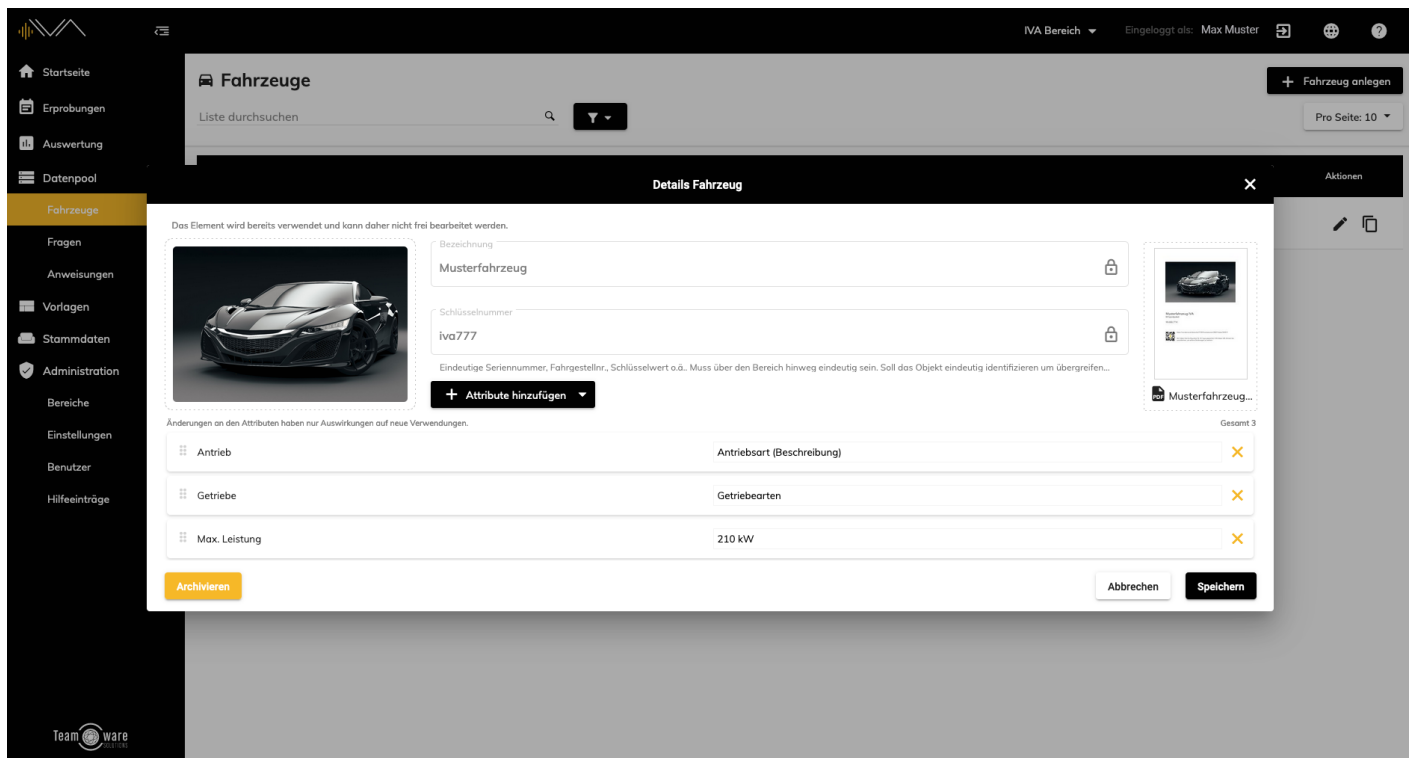 IVA
IVA Bereich
Eingeloggt als: Max Muster
Startseite
Erprobungen
Auswertung
Datenpool
Fahrzeuge
Fragen
Anweisungen
Vorlagen
Stammdaten
Administration
Bereiche
Einstellungen
Benutzer
Hilfeeinträge
Team ware
SOLUTIONS
Fahrzeuge
Fahrzeug anlegen
Liste durchsuchen
Pro Seite: 10
Aktionen
Details Fahrzeug
Das Element wird bereits verwendet und kann daher nicht frei bearbeitet werden.
Bezeichnung
Musterfahrzeug
Schlüsselnummer
iva777
Eindeutige Seriennummer, Fahrgestellnr., Schlüsselwert o.ä.. Muss über den Bereich hinweg eindeutig sein. Soll das Objekt eindeutig identifizieren um übergreifen...
Attribute hinzufügen
PDF
Musterfahrzeug...
Änderungen an den Attributen haben nur Auswirkungen auf neue Verwendungen.
Gesamt 3
Antrieb Antriebsart (Beschreibung)
Getriebe Getriebearten
Max. Leistung 210 kW
Archivieren
Abbrechen
Speichern